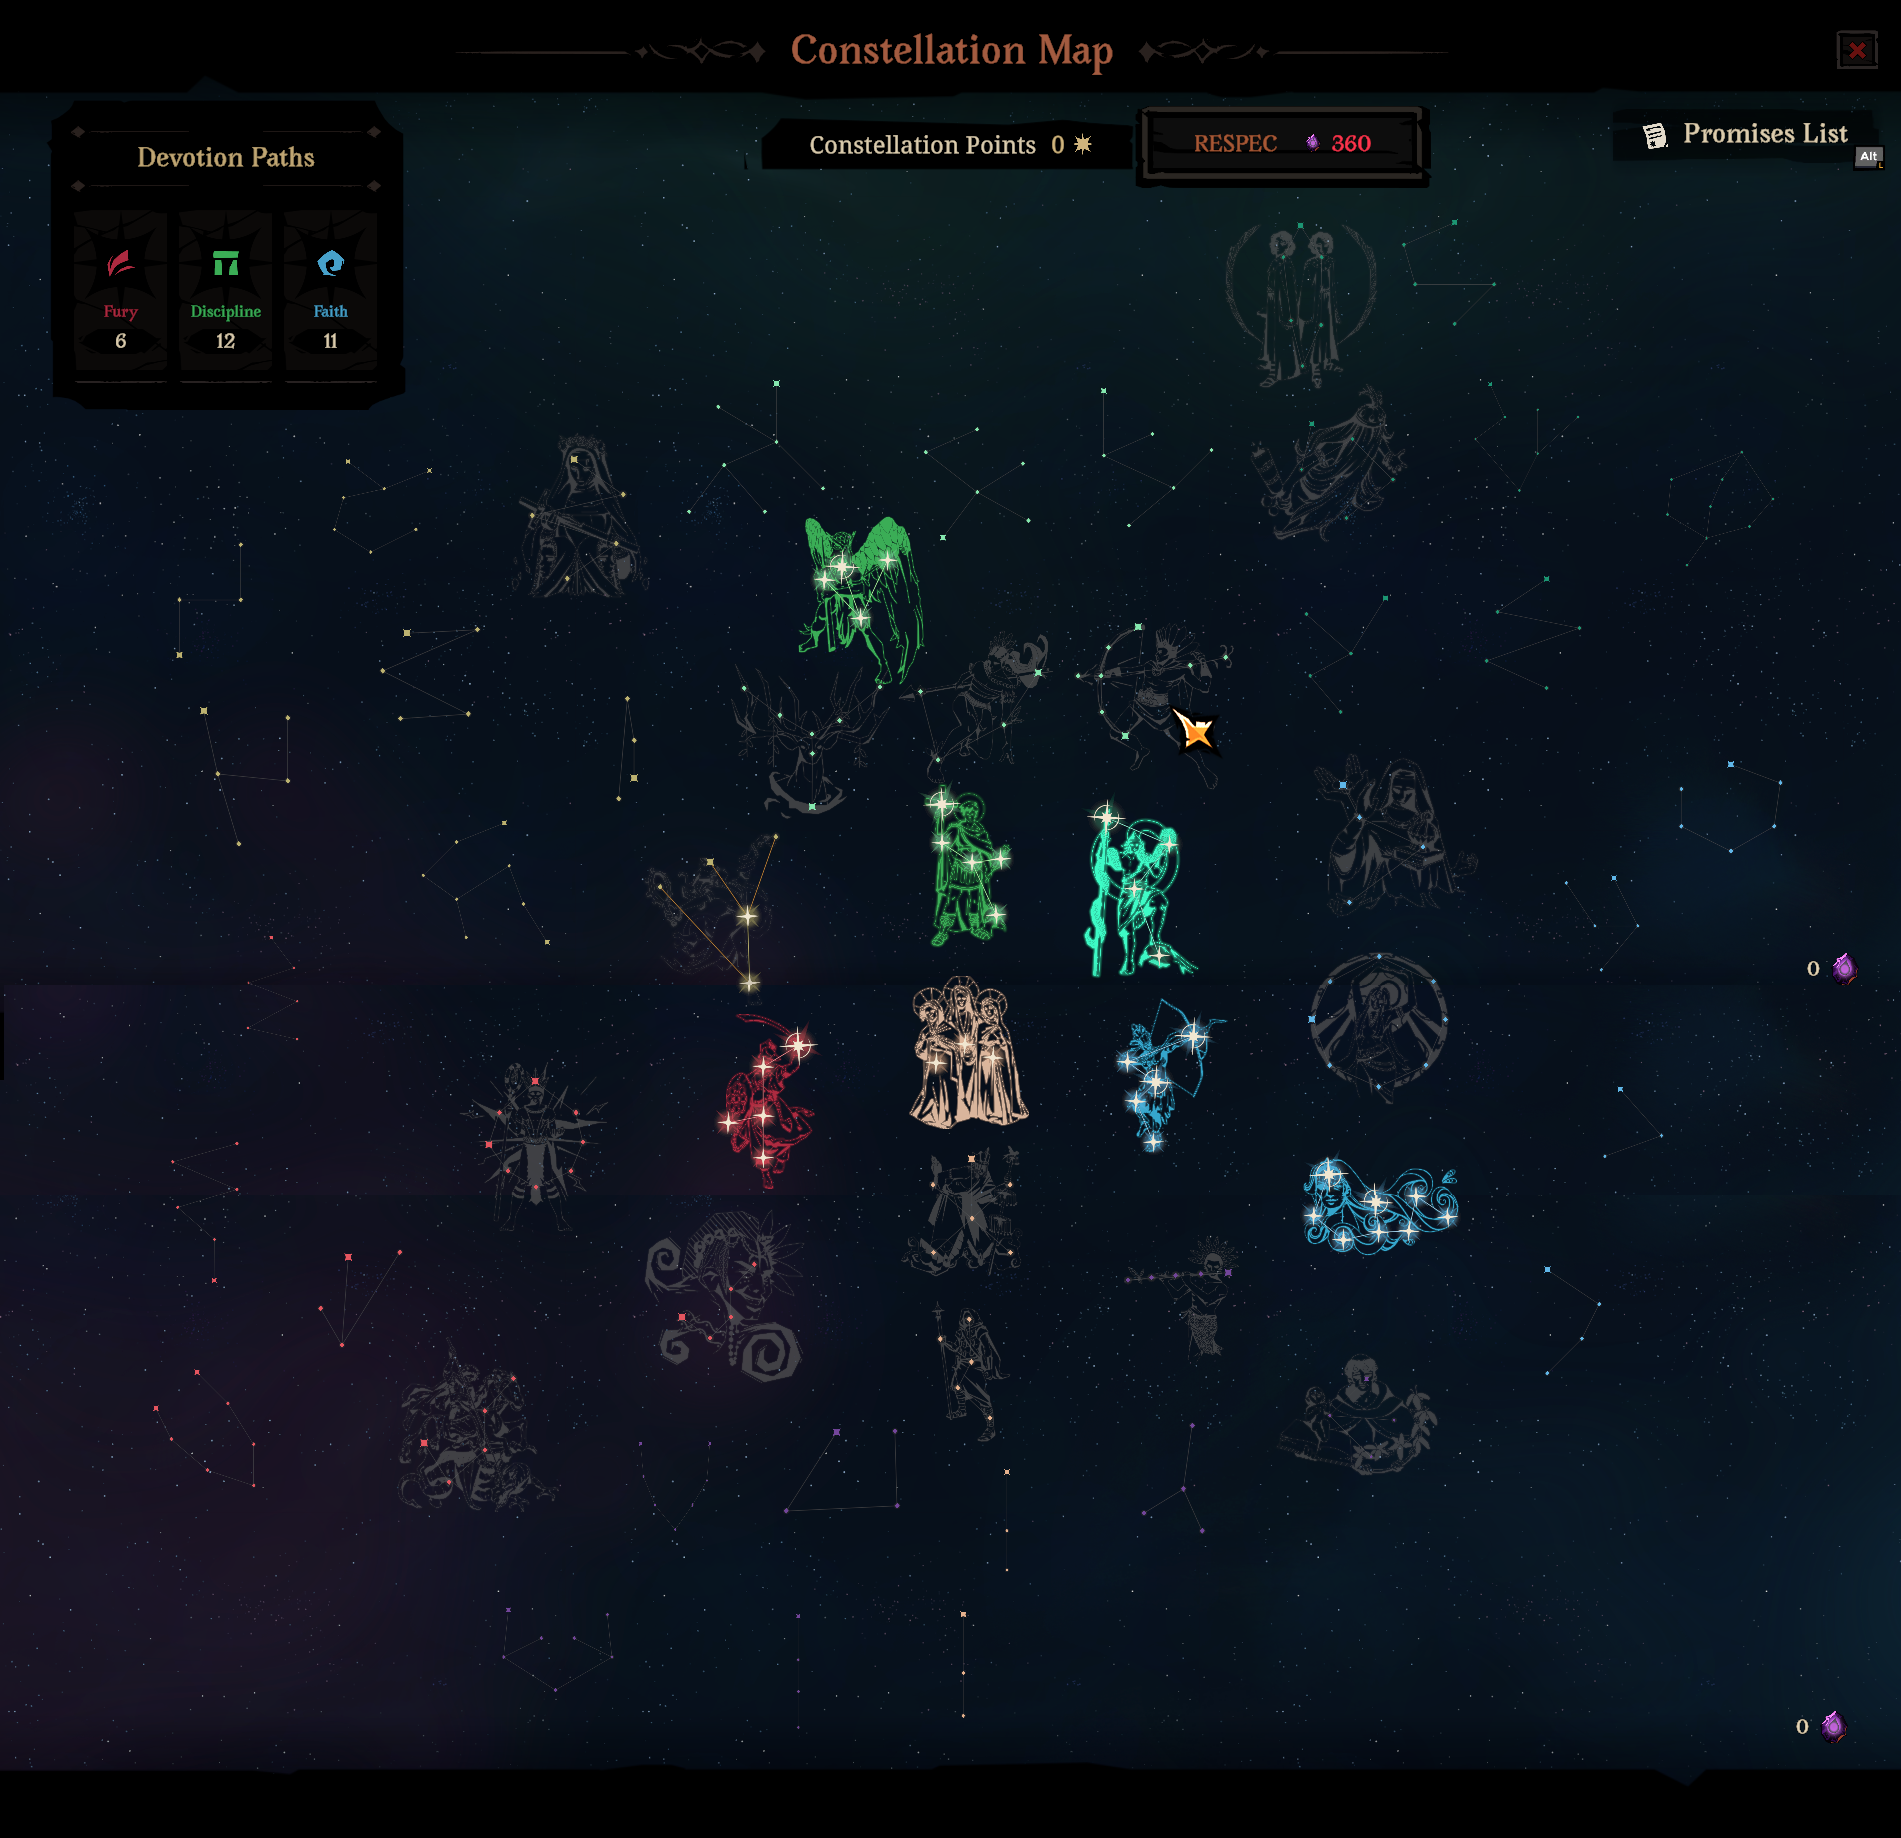 Constellation Map
Devotion Paths
Fury
6
Discipline
12
Faith
11
Constellation Points 0
RESPEC 360
Promises List
Alt
L
0
0